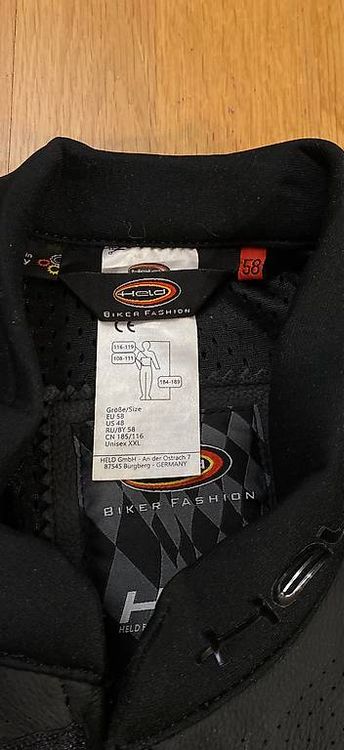 58
Held
BIKER FASHION
CE
116-119
108-111
184-189
Größe/Size
EU 58
US 48
RU/BY 58
CN 185/116
Unisex XXL
HELD GmbH - An der Ostrach 7
87545 Burgberg - GERMANY
BIKER FASHION
H
HELD